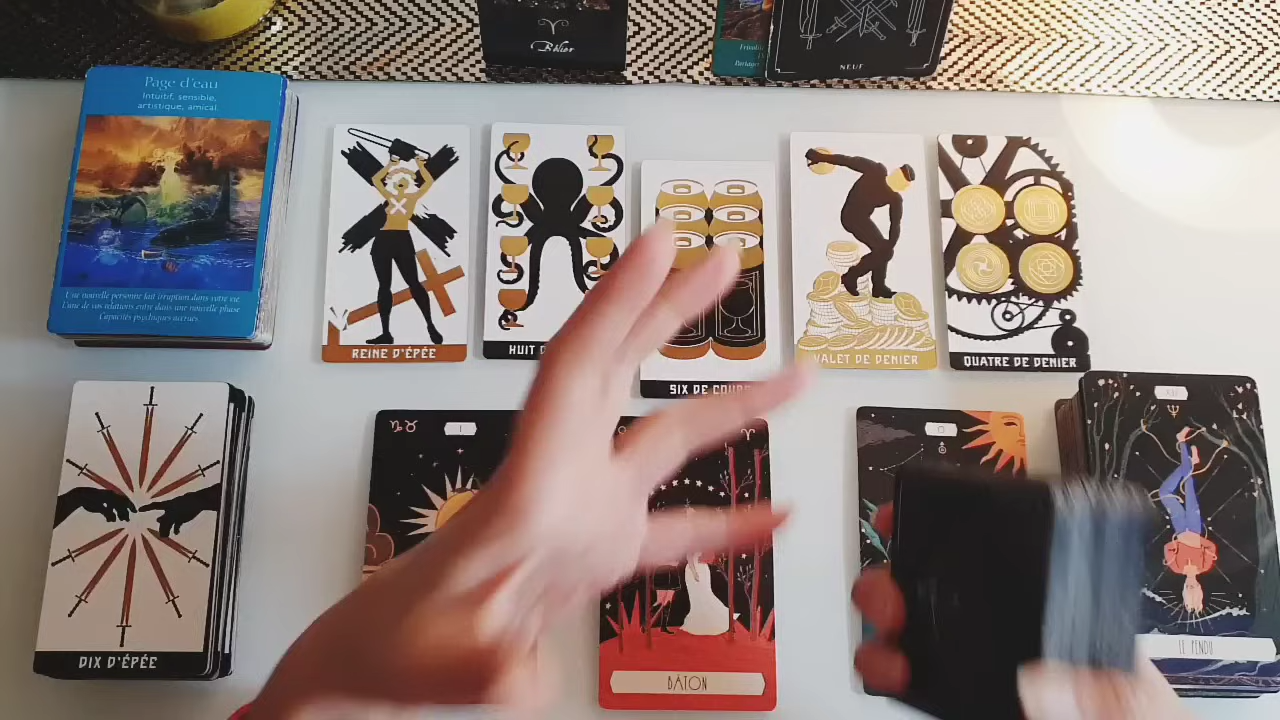 Bélier
NEUF
Page d'eau
Intuitif, sensible,
artistique, amical.
Une nouvelle personne fait irruption dans votre vie.
L'une de vos relations entre dans une nouvelle phase
Capacités psychiques accrues.
REINE D'ÉPÉE
HUIT
SIX DE COUPE
VALET DE DENIER
QUATRE DE DENIER
DIX D'ÉPÉE
I
BÂTON
0
XII
LE PENDU